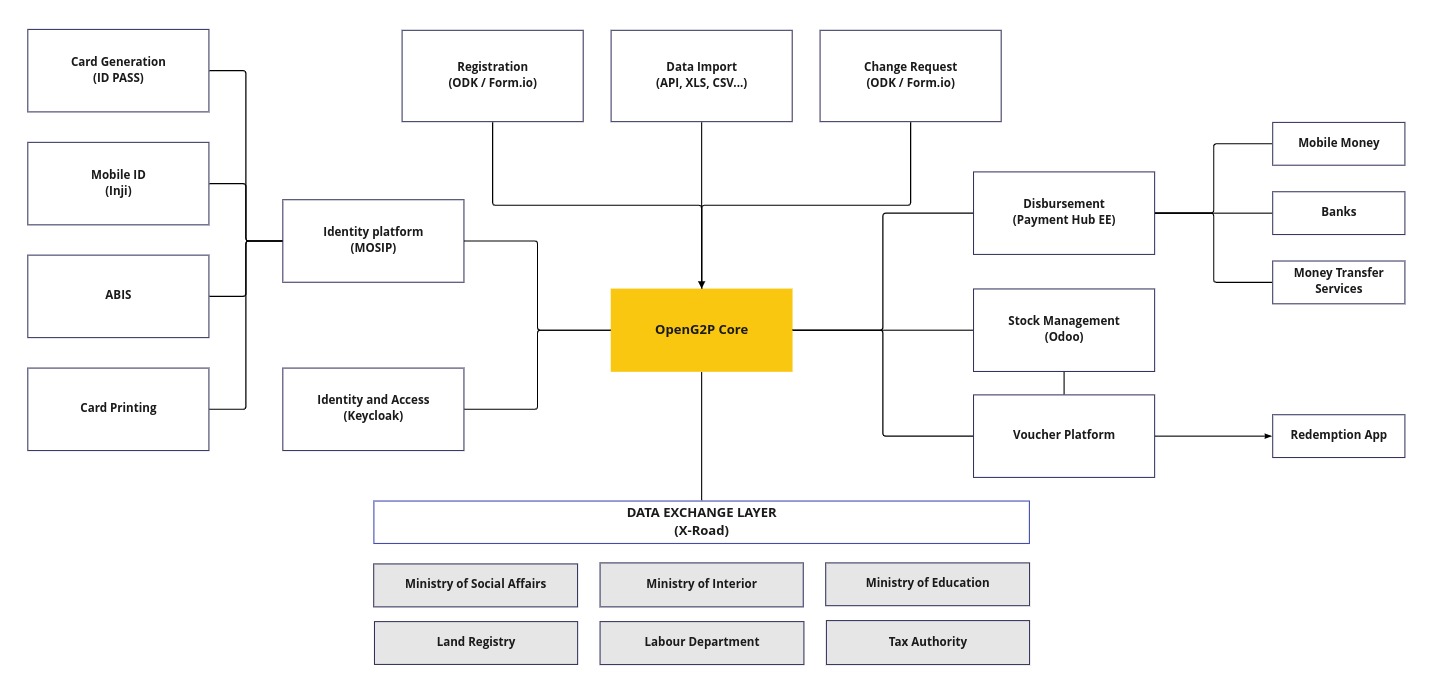 Card Generation
(ID PASS)
Registration
(ODK / Form.io)
Data Import
(API, XLS, CSV...)
Change Request
(ODK / Form.io)
Mobile ID
(Inji)
Identity platform
(MOSIP)
ABIS
Card Printing
Identity and Access
(Keycloak)
OpenG2P Core
Disbursement
(Payment Hub EE)
Mobile Money
Banks
Money Transfer
Services
Stock Management
(Odoo)
Voucher Platform
Redemption App
DATA EXCHANGE LAYER
(X-Road)
Ministry of Social Affairs
Ministry of Interior
Ministry of Education
Land Registry
Labour Department
Tax Authority